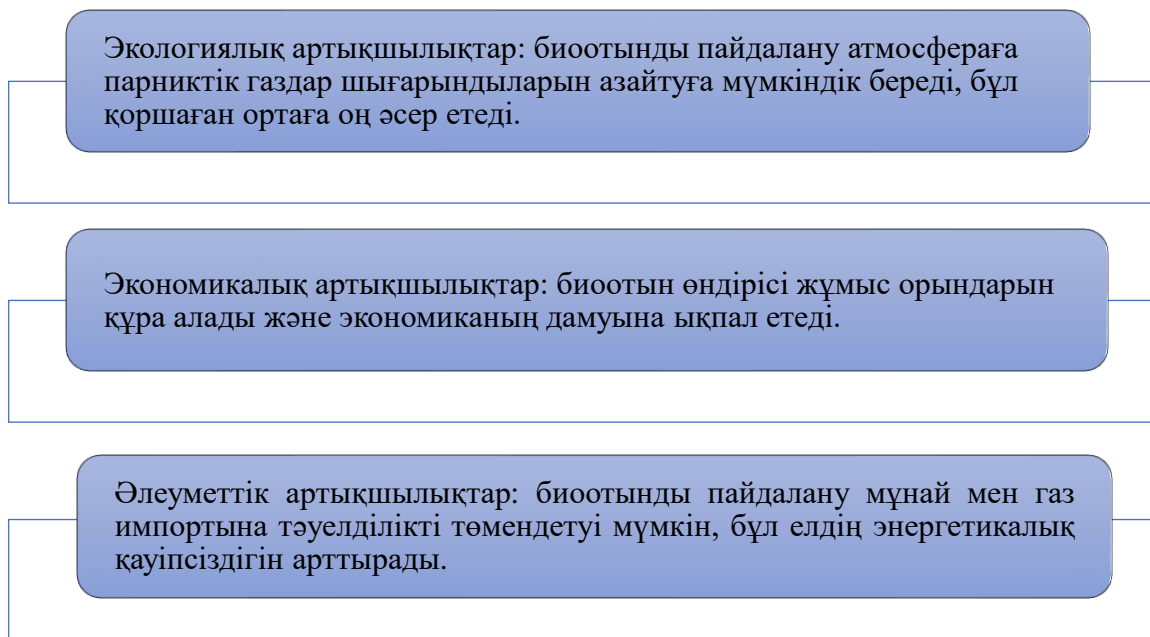 Экологиялық артықшылықтар: биоотынды пайдалану атмосфераға
парниктік газдар шығарындыларын азайтуға мүмкіндік береді, бұл
қоршаған ортаға оң әсер етеді.
Экономикалық артықшылықтар: биоотын өндірісі жұмыс орындарын
құра алады және экономиканың дамуына ықпал етеді.
Әлеуметтік артықшылықтар: биоотынды пайдалану мұнай мен газ
импортына тәуелділікті төмендетуі мүмкін, бұл елдің энергетикалық
қауіпсіздігін арттырады.